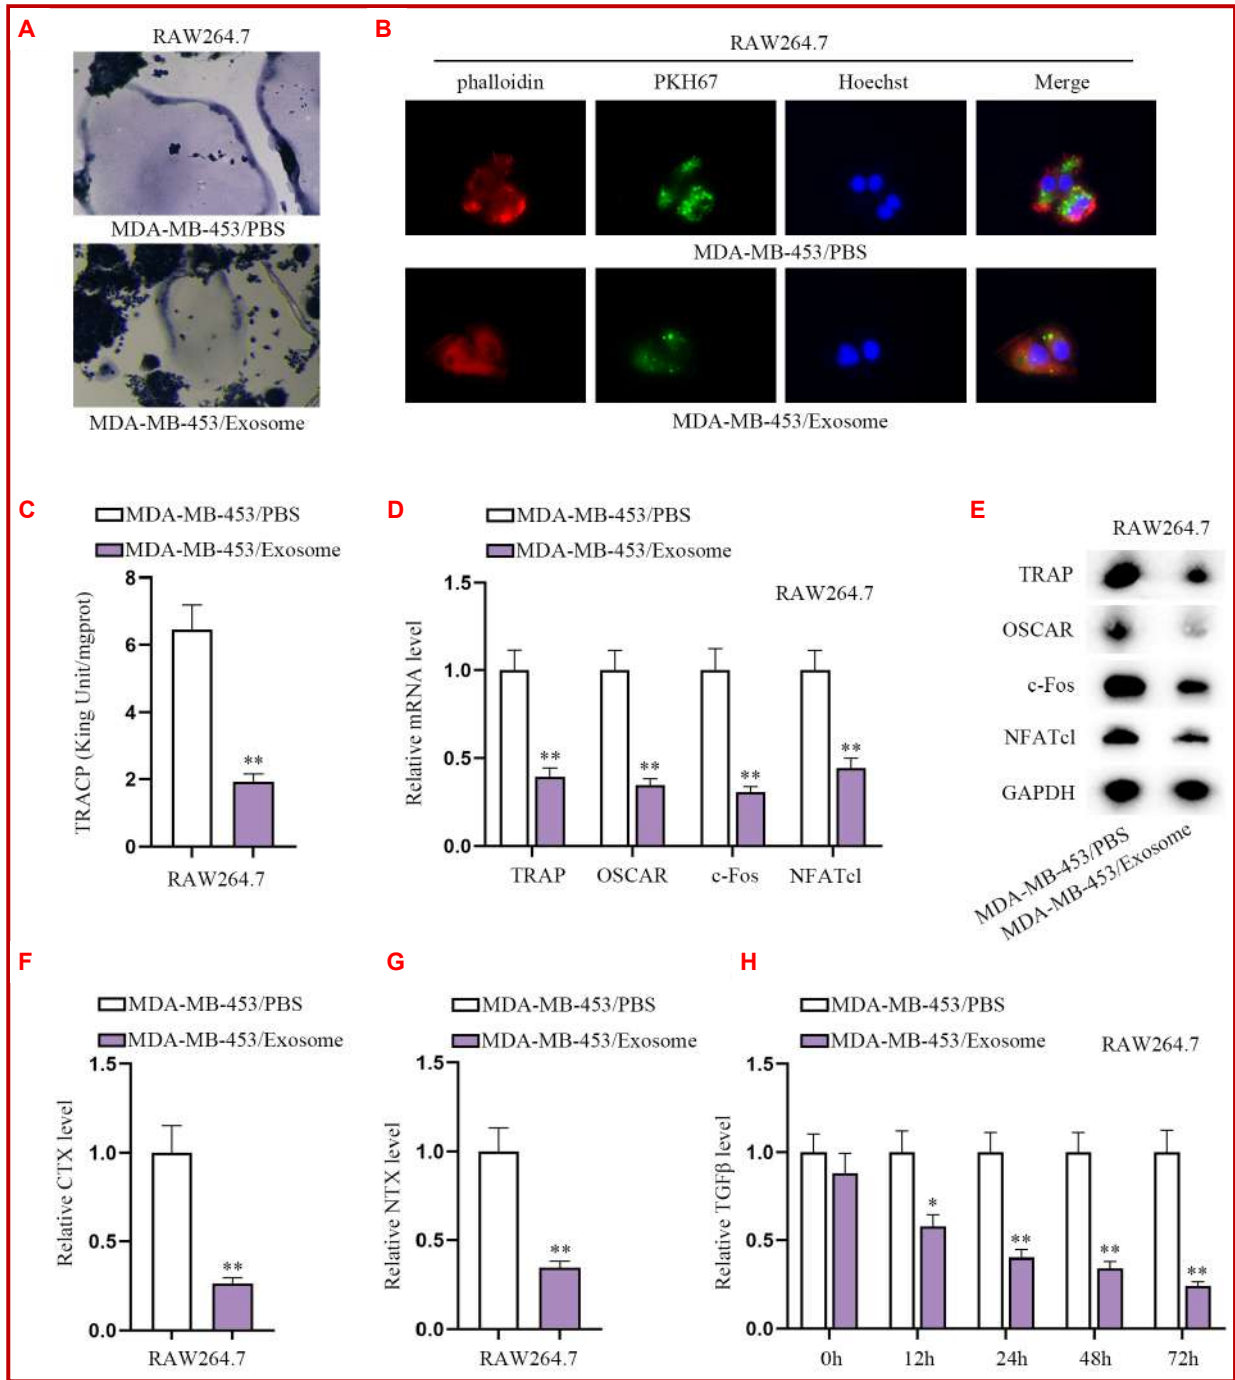 A
RAW264.7
MDA-MB-453/PBS
MDA-MB-453/Exosome
B
RAW264.7
phalloidin PKH67 Hoechst Merge
MDA-MB-453/PBS
MDA-MB-453/Exosome
C
MDA-MB-453/PBS
MDA-MB-453/Exosome
TRACP (King Unit/mgprot)
8
6
4
2
0
**
RAW264.7
D
MDA-MB-453/PBS
MDA-MB-453/Exosome
RAW264.7
Relative mRNA level
1.5
1.0
0.5
0.0
** ** ** **
TRAP OSCAR c-Fos NFATcl
E
RAW264.7
TRAP
OSCAR
c-Fos
NFATcl
GAPDH
MDA-MB-453/PBS
MDA-MB-453/Exosome
F
MDA-MB-453/PBS
MDA-MB-453/Exosome
Relative CTX level
1.5
1.0
0.5
0.0
**
RAW264.7
G
MDA-MB-453/PBS
MDA-MB-453/Exosome
Relative NTX level
1.5
1.0
0.5
0.0
**
RAW264.7
H
MDA-MB-453/PBS
MDA-MB-453/Exosome
RAW264.7
Relative TGFβ level
1.5
1.0
0.5
0.0
* ** ** **
0h 12h 24h 48h 72h